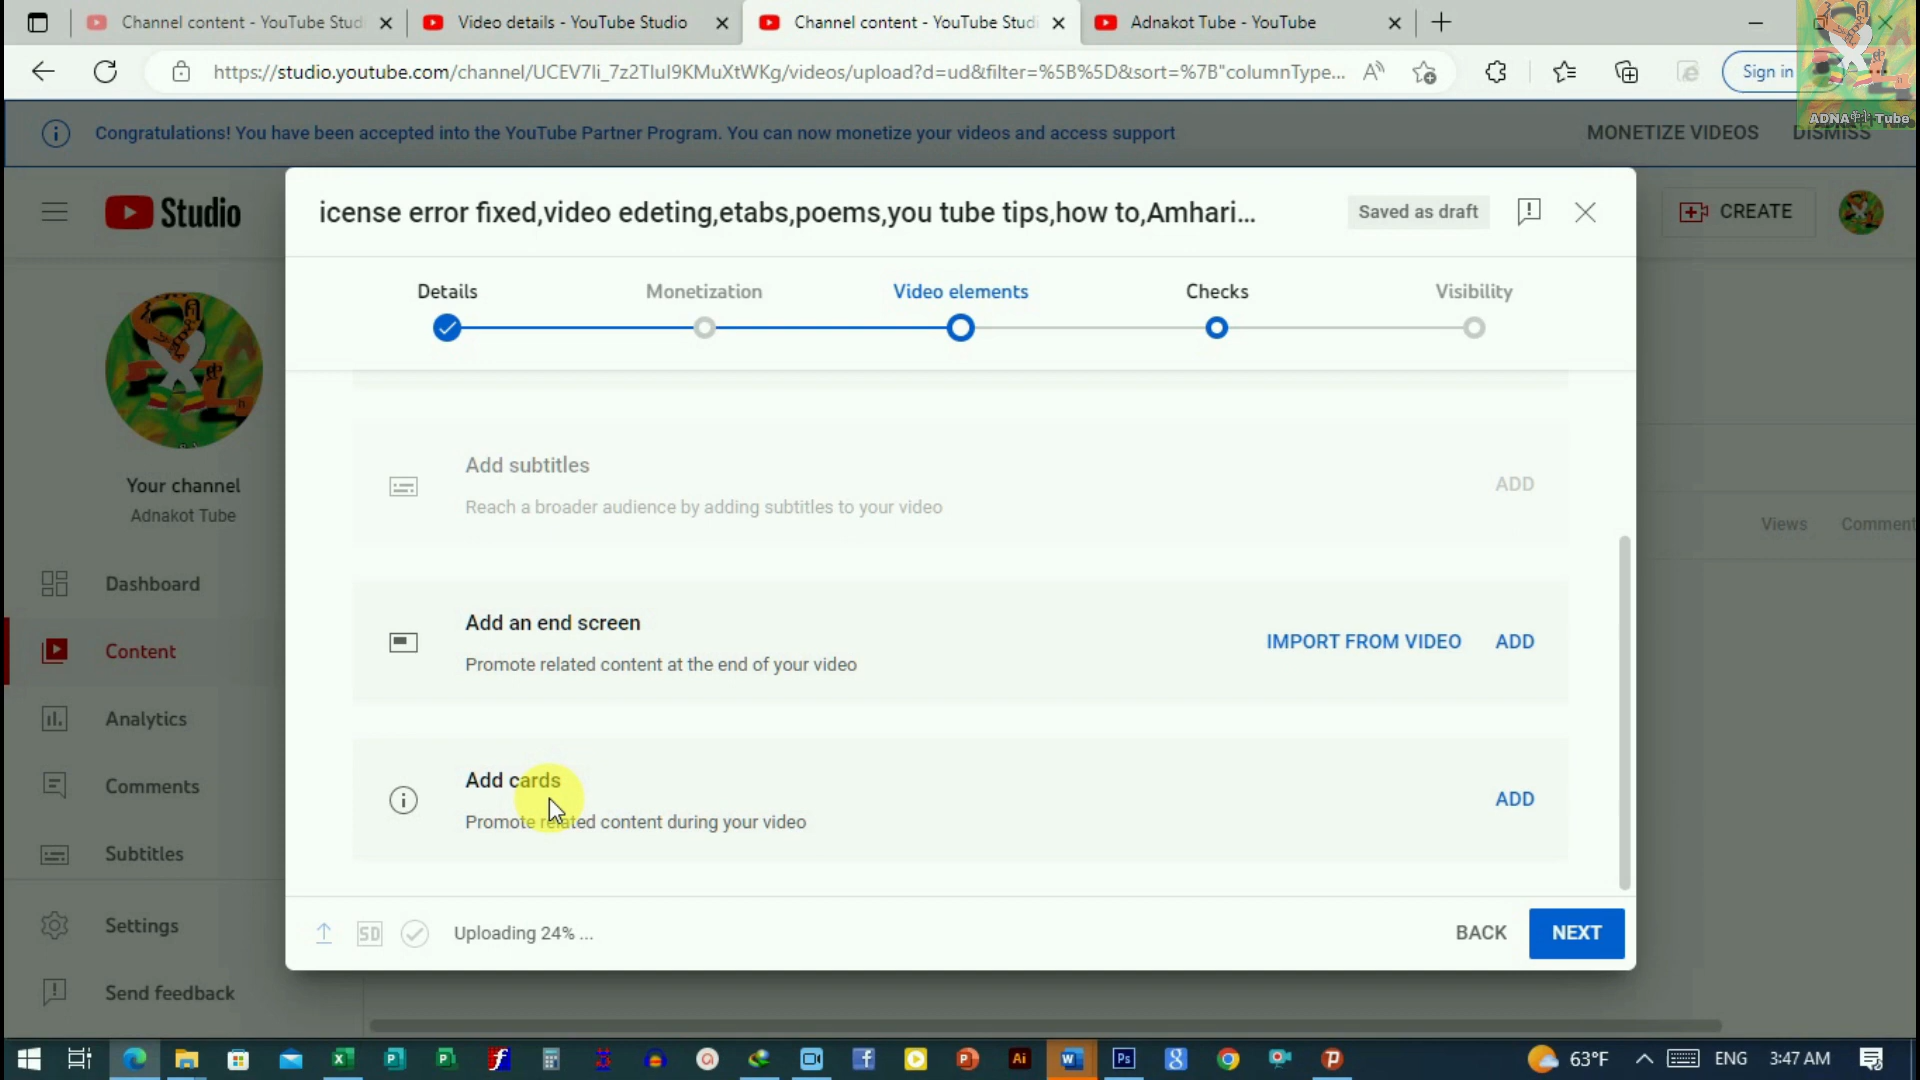 Channel content - YouTube Studi
Video details - YouTube Studio
Channel content - YouTube Studi
Adnakot Tube - YouTube
https://studio.youtube.com/channel/UCEV7li_7z2TIuI9KMuXtWKg/videos/upload?d=ud&filter=%5B%5D&sort=%7B"columnType...
Sign in
Congratulations! You have been accepted into the YouTube Partner Program. You can now monetize your videos and access support
MONETIZE VIDEOS
DISMISS
Studio
icense error fixed,video edeting,etabs,poems,you tube tips,how to,Amhari...
Saved as draft
CREATE
Details
Monetization
Video elements
Checks
Visibility
Your channel
Adnakot Tube
Add subtitles
Reach a broader audience by adding subtitles to your video
ADD
Views
Comment
Dashboard
Content
Add an end screen
Promote related content at the end of your video
IMPORT FROM VIDEO
ADD
Analytics
Comments
Add cards
Promote related content during your video
ADD
Subtitles
Settings
SD
Uploading 24% ...
BACK
NEXT
Send feedback
63°F
ENG
3:47 AM